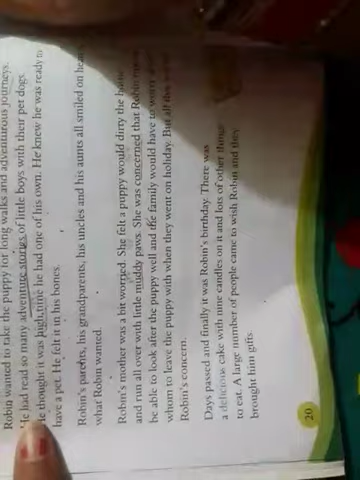 Robin wanted to take the puppy for long walks and adventurous journeys.
He had read so many adventure stories of little boys with their pet dogs.
He thought it was high time he had one of his own. He knew he was ready to
have a pet. He felt it in his bones.
Robin's parents, his grandparents, his uncles and his aunts all smiled on
what Robin wanted.
Robin's mother was a bit worried. She felt a puppy would dirty the house
and run all over with little muddy paws. She was concerned that Robin
be able to look after the puppy well and the family would have to worry
whom to leave the puppy with when they went on holiday. But all this
Robin's concern.
Days passed and finally it was Robin's birthday. There was
a delicious cake with nine candles on it and lots of other things
to eat. A large number of people came to wish Robin and they
brought him gifts
20